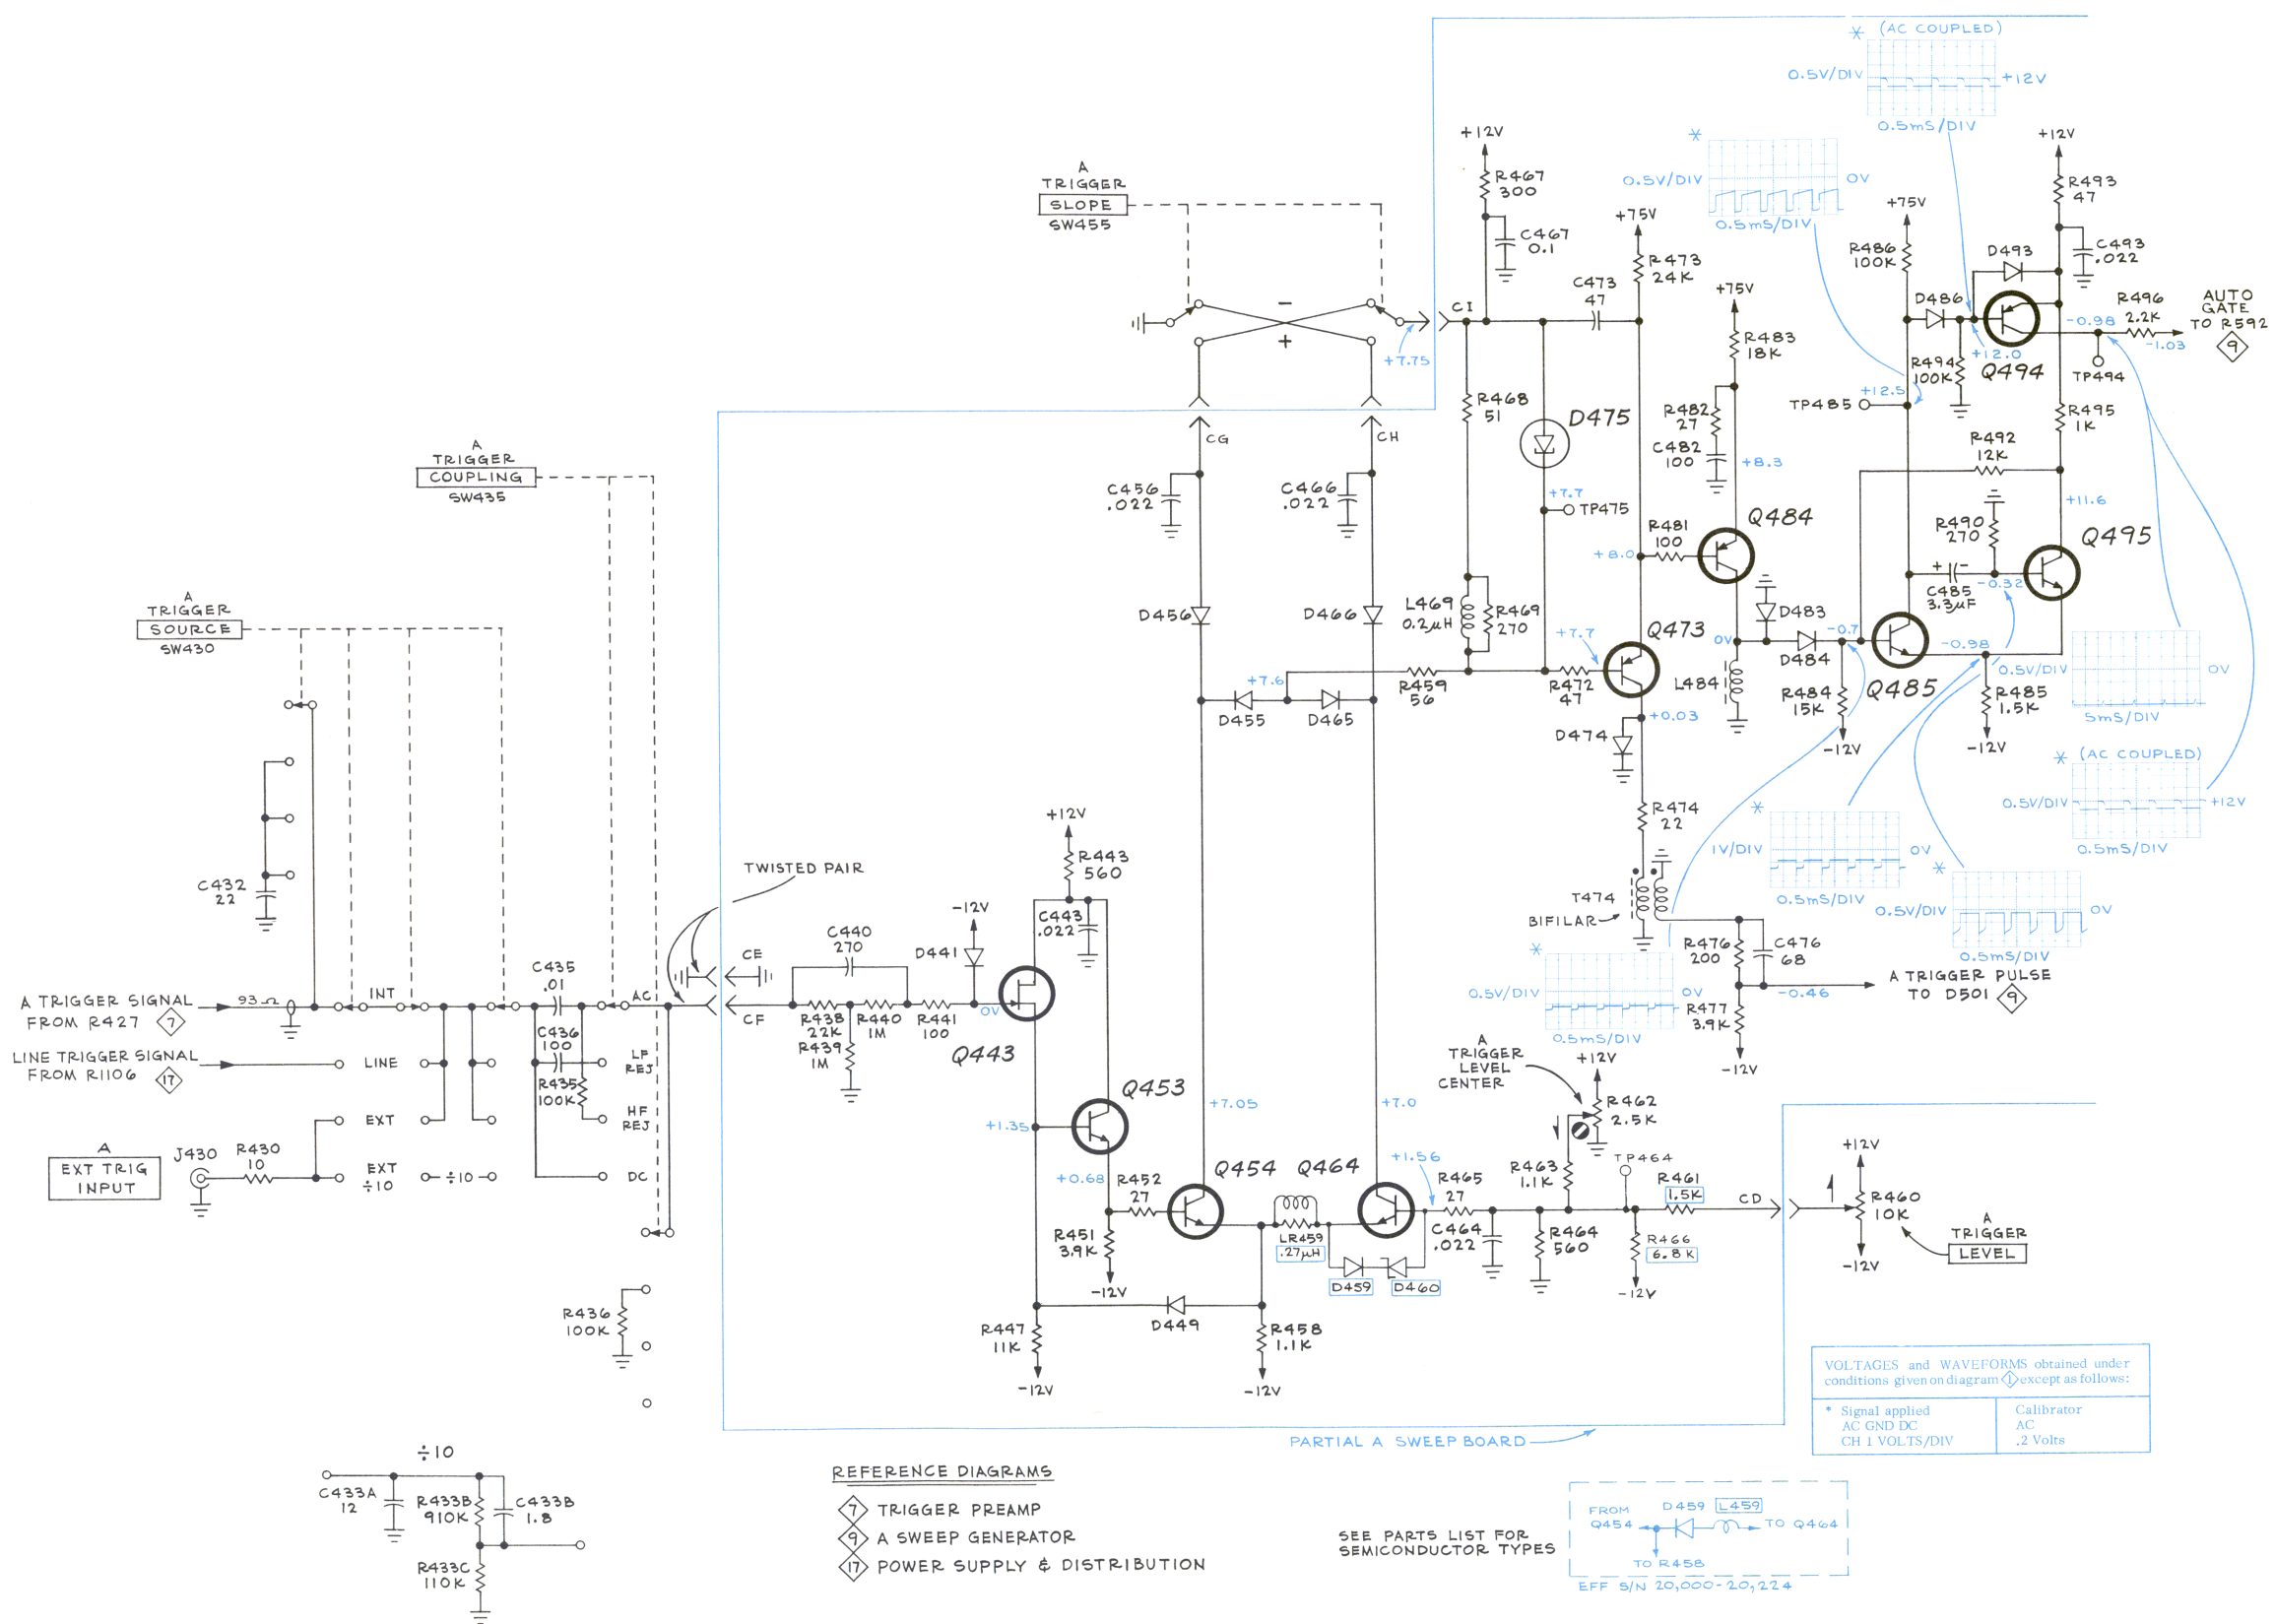 * (AC COUPLED)
0.5V/DIV
+12V
0.5mS/DIV
*
0.5V/DIV
0V
0.5mS/DIV
+12V
R467
300
C467
0.1
+75V
R473
24K
C473
47
+75V
R483
18K
+75V
R486
100K
D486
D493
+12V
R493
47
C493
.022
R496
2.2K
-0.98
-1.03
AUTO
GATE
TO R592
9
TP494
+12.0
Q494
R494
100K
+12.5
TP485
R495
1K
R492
12K
+11.6
A
TRIGGER
SLOPE
SW455
-
+
CI
+7.75
R468
51
D475
R482
27
C482
100
+8.3
CG
CH
C456
.022
C466
.022
+7.7
TP475
R481
100
+8.0
Q484
R490
270
Q495
-0.32
C485
3.3µF
+ -
A
TRIGGER
COUPLING
SW435
A
TRIGGER
SOURCE
SW430
D456
D466
L469
0.2µH
R469
270
+7.7
Q473
0V
D483
D484
-0.7
-0.98
Q485
L484
R484
15K
-12V
R485
1.5K
-12V
0.5V/DIV
0V
5mS/DIV
+7.6
D455
D465
R459
56
R472
47
+0.03
D474
R474
22
* (AC COUPLED)
0.5V/DIV
+12V
0.5mS/DIV
*
1V/DIV
0V
0.5mS/DIV
*
0.5V/DIV
0V
0.5mS/DIV
T474
BIFILAR
*
0.5V/DIV
0V
0.5mS/DIV
R476
200
C476
68
-0.46
A TRIGGER PULSE
TO D501
9
R477
3.9K
-12V
C432
22
TWISTED PAIR
+12V
R443
560
C443
.022
-12V
D441
C440
270
CE
CF
R438
22K
R439
1M
R440
1M
R441
100
0V
Q443
A TRIGGER SIGNAL
FROM R427
7
93Ω
INT
C435
.01
AC
C436
100
LF
REJ
R435
100K
HF
REJ
DC
LINE TRIGGER SIGNAL
FROM R1106
17
LINE
EXT
EXT
÷10
÷10
A
EXT TRIG
INPUT
J430
R430
10
Q453
+1.35
+0.68
R452
27
R451
3.9K
-12V
+7.05
+7.0
Q454
Q464
+1.56
R465
27
LR459
.27µH
D459
D460
C464
.022
R464
560
A
TRIGGER
LEVEL
CENTER
+12V
R462
2.5K
R463
1.1K
TP464
R461
1.5K
CD
R466
6.8K
-12V
+12V
R460
10K
-12V
A
TRIGGER
LEVEL
R447
11K
-12V
D449
R458
1.1K
-12V
R436
100K
PARTIAL A SWEEP BOARD
VOLTAGES and WAVEFORMS obtained under
conditions given on diagram 1 except as follows:
* Signal applied
AC GND DC
CH 1 VOLTS/DIV
Calibrator
AC
.2 Volts
÷10
C433A
12
R433B
910K
C433B
1.8
R433C
110K
REFERENCE DIAGRAMS
7 TRIGGER PREAMP
9 A SWEEP GENERATOR
17 POWER SUPPLY & DISTRIBUTION
SEE PARTS LIST FOR
SEMICONDUCTOR TYPES
FROM
Q454
D459
L459
TO Q464
TO R458
EFF S/N 20,000-20,224